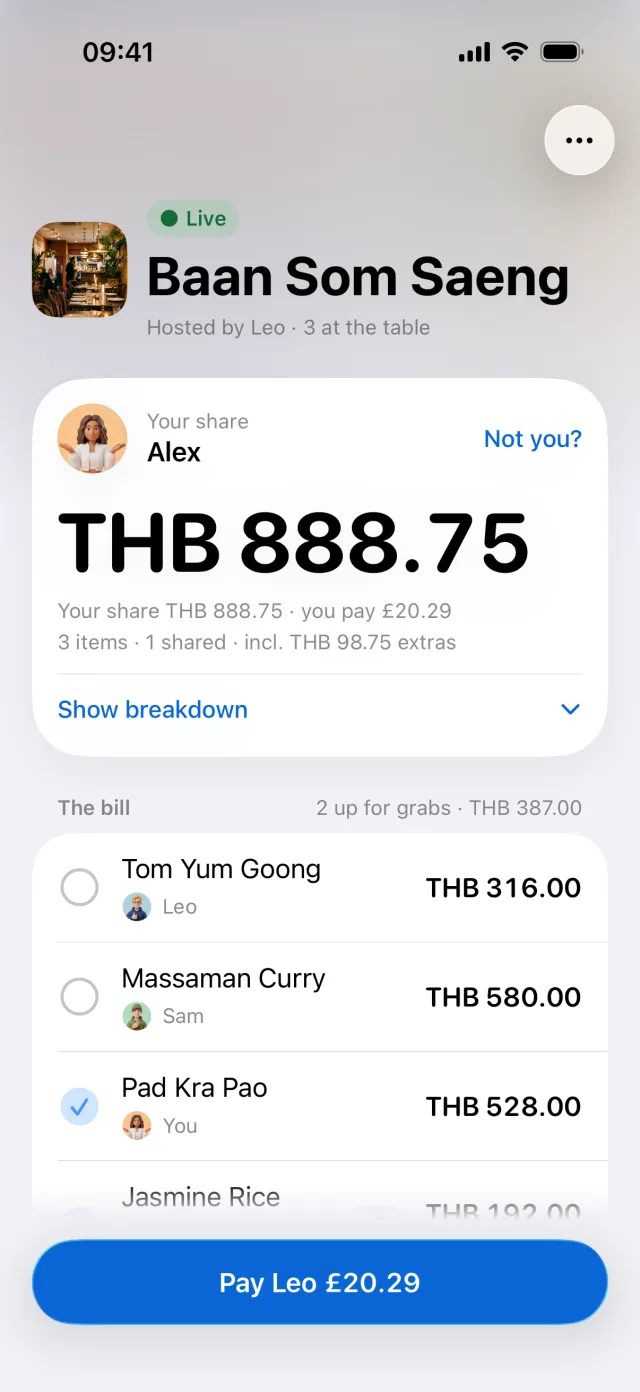 09:41
Live
Baan Som Saeng
Hosted by Leo · 3 at the table
Your share
Alex
Not you?
THB 888.75
Your share THB 888.75 · you pay £20.29
3 items · 1 shared · incl. THB 98.75 extras
Show breakdown
The bill
2 up for grabs · THB 387.00
Tom Yum Goong
Leo
THB 316.00
Massaman Curry
Sam
THB 580.00
Pad Kra Pao
You
THB 528.00
Jasmine Rice
THB 192.00
Pay Leo £20.29